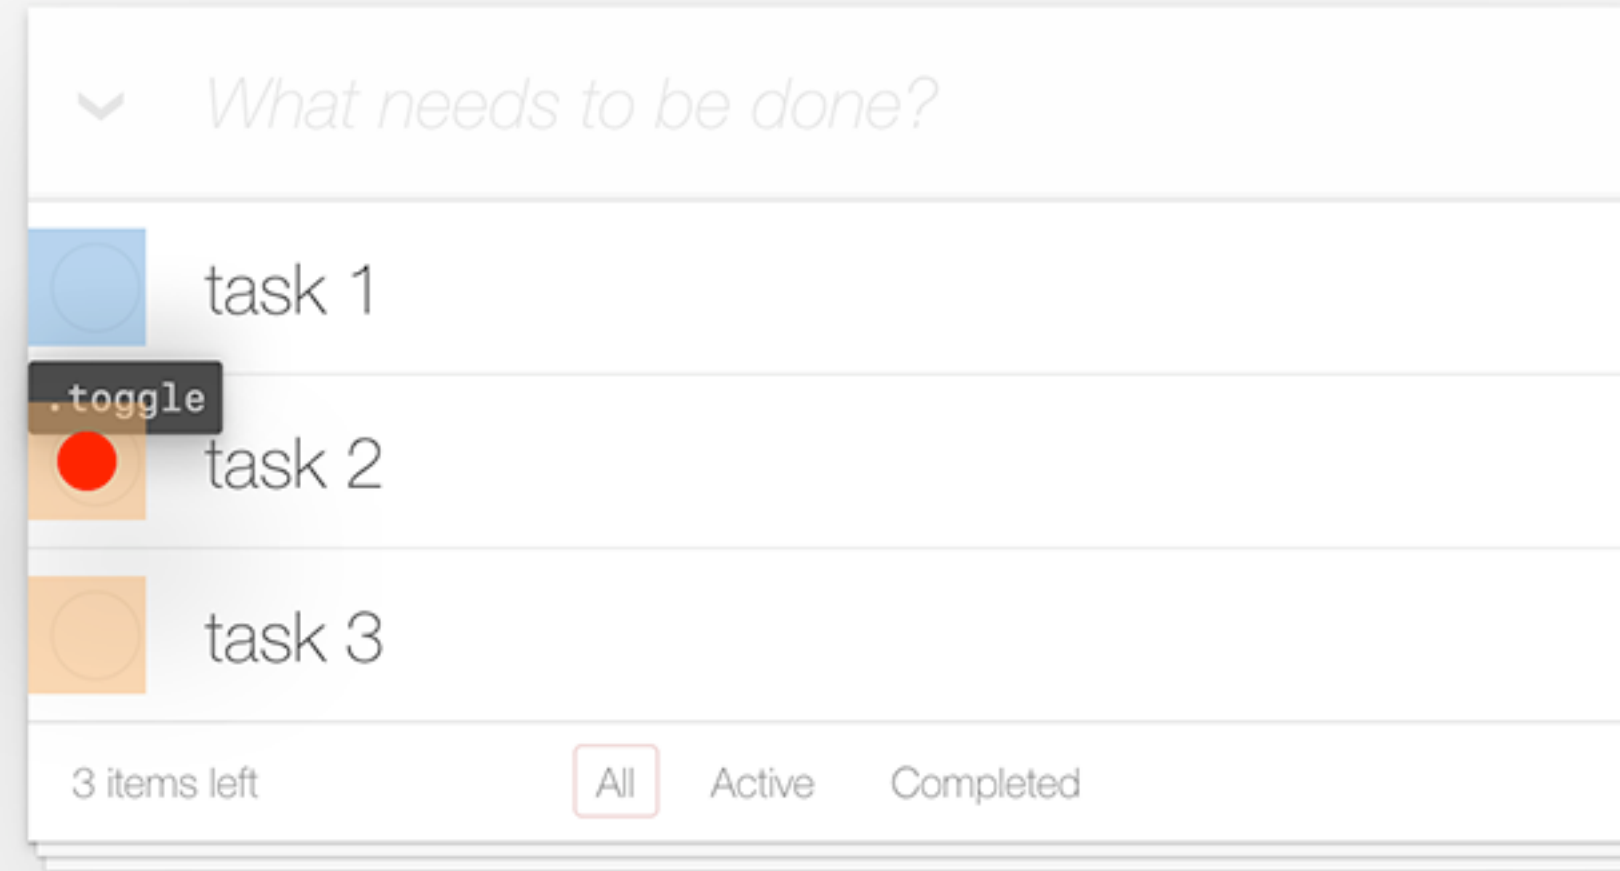 What needs to be done?
task 1
.toggle
task 2
task 3
3 items left All Active Completed